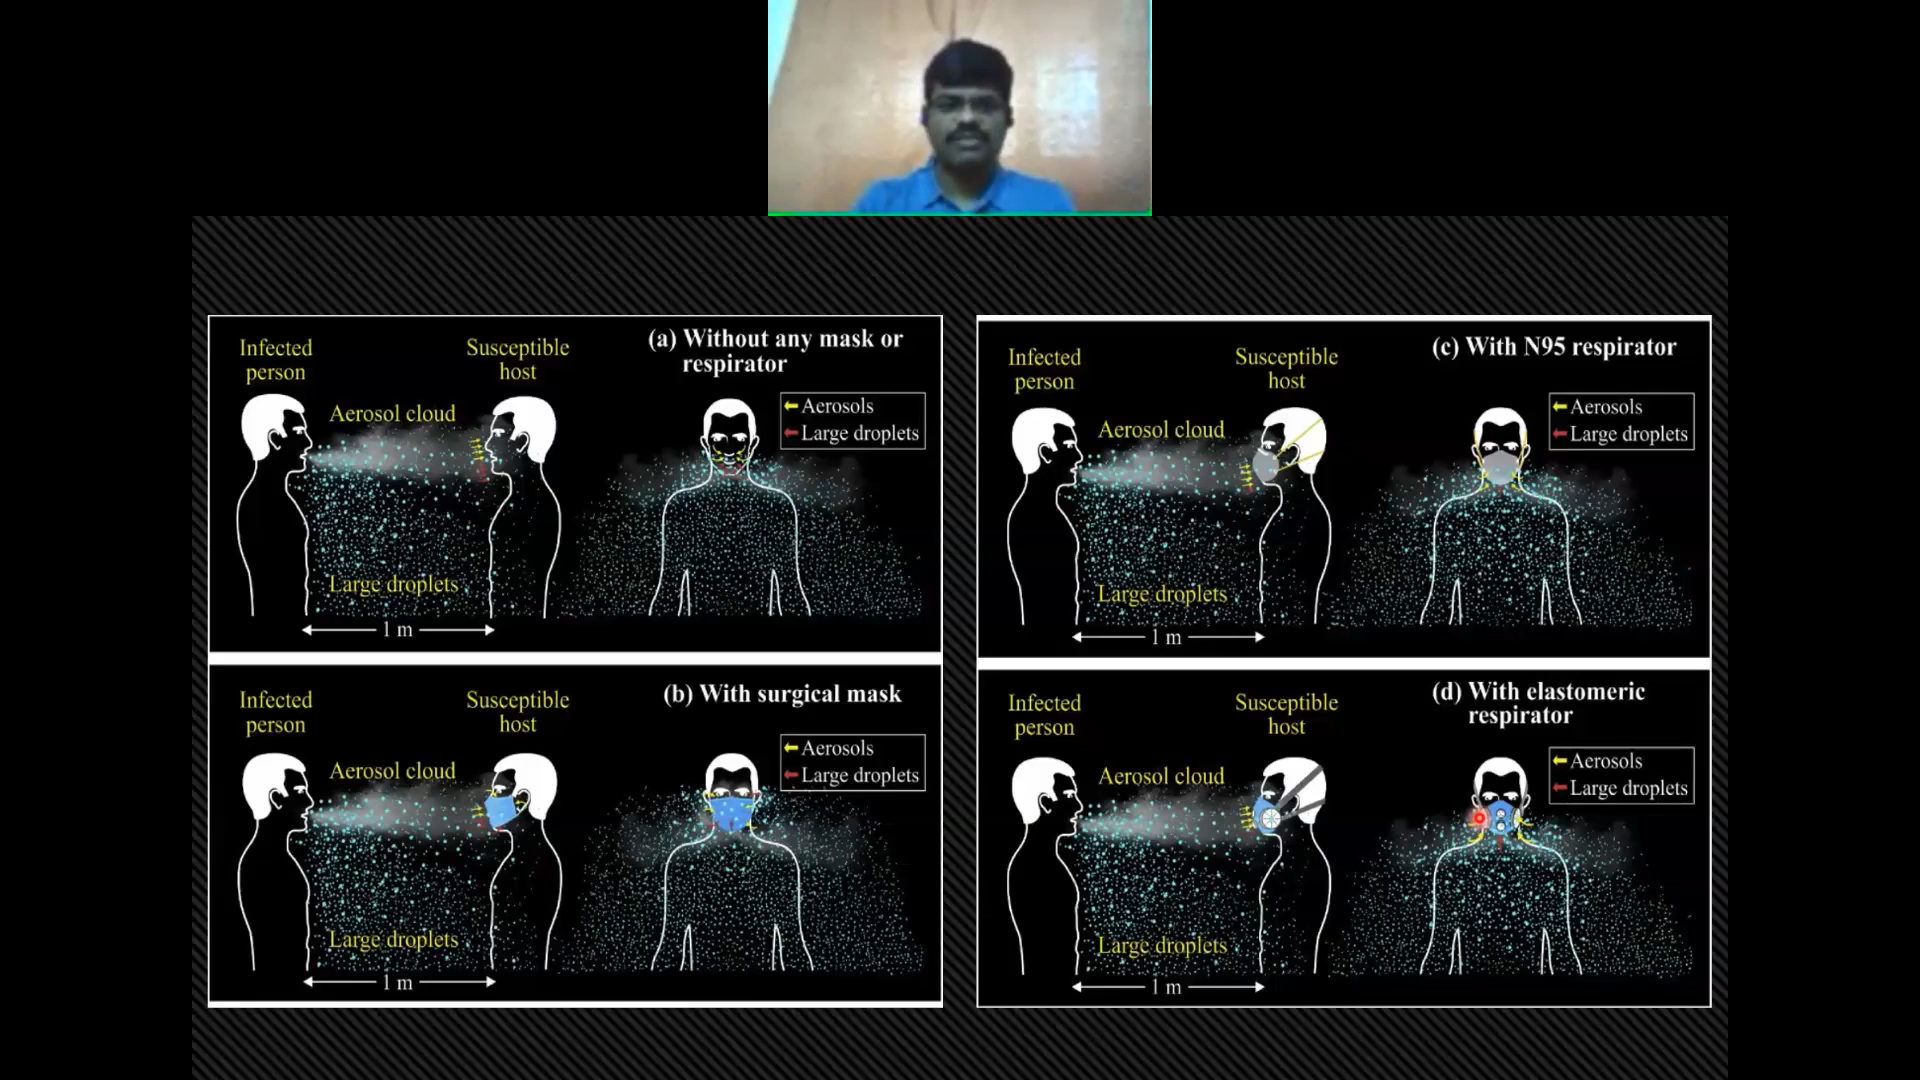 (a) Without any mask or
respirator
Infected
person
Susceptible
host
Aerosol cloud
Aerosols
Large droplets
Large droplets
1 m
(b) With surgical mask
Infected
person
Susceptible
host
Aerosol cloud
Aerosols
Large droplets
Large droplets
1 m
(c) With N95 respirator
Infected
person
Susceptible
host
Aerosol cloud
Aerosols
Large droplets
Large droplets
1 m
(d) With elastomeric
respirator
Infected
person
Susceptible
host
Aerosol cloud
Aerosols
Large droplets
Large droplets
1 m